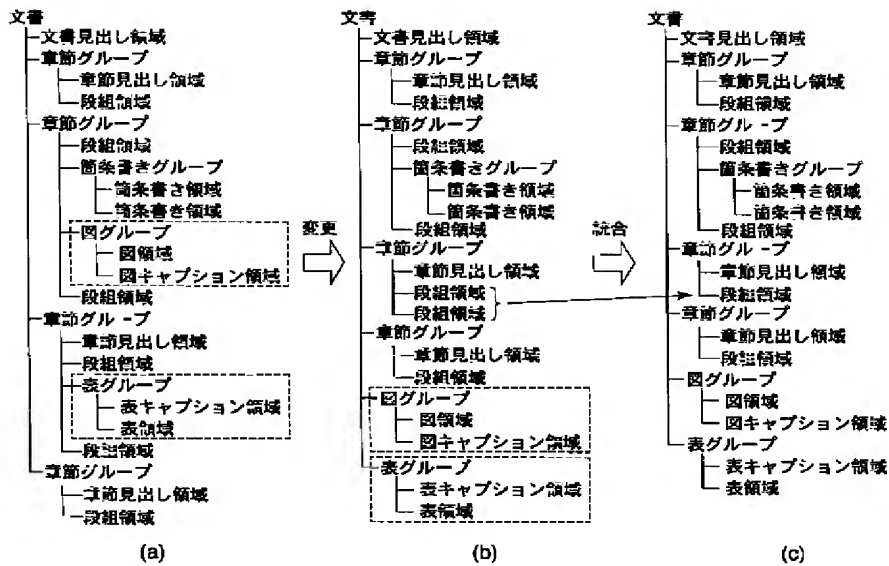 文書
文書見出し領域
章節グループ
章節見出し領域
段組領域
章節グループ
段組領域
箇条書きグループ
箇条書き領域
箇条書き領域
図グループ
図領域
図キャプション領域
段組領域
章節グループ
章節見出し領域
段組領域
表グループ
表キャプション領域
表領域
段組領域
章節グループ
章節見出し領域
段組領域
(a)
変更
文書
文書見出し領域
章節グループ
章節見出し領域
段組領域
章節グループ
段組領域
箇条書きグループ
箇条書き領域
箇条書き領域
段組領域
章節グループ
章節見出し領域
段組領域
段組領域
章節グループ
章節見出し領域
段組領域
図グループ
図領域
図キャプション領域
表グループ
表キャプション領域
表領域
(b)
統合
文書
文書見出し領域
章節グループ
章節見出し領域
段組領域
章節グループ
段組領域
箇条書きグループ
箇条書き領域
箇条書き領域
段組領域
章節グループ
章節見出し領域
段組領域
章節グループ
章節見出し領域
段組領域
図グループ
図領域
図キャプション領域
表グループ
表キャプション領域
表領域
(c)